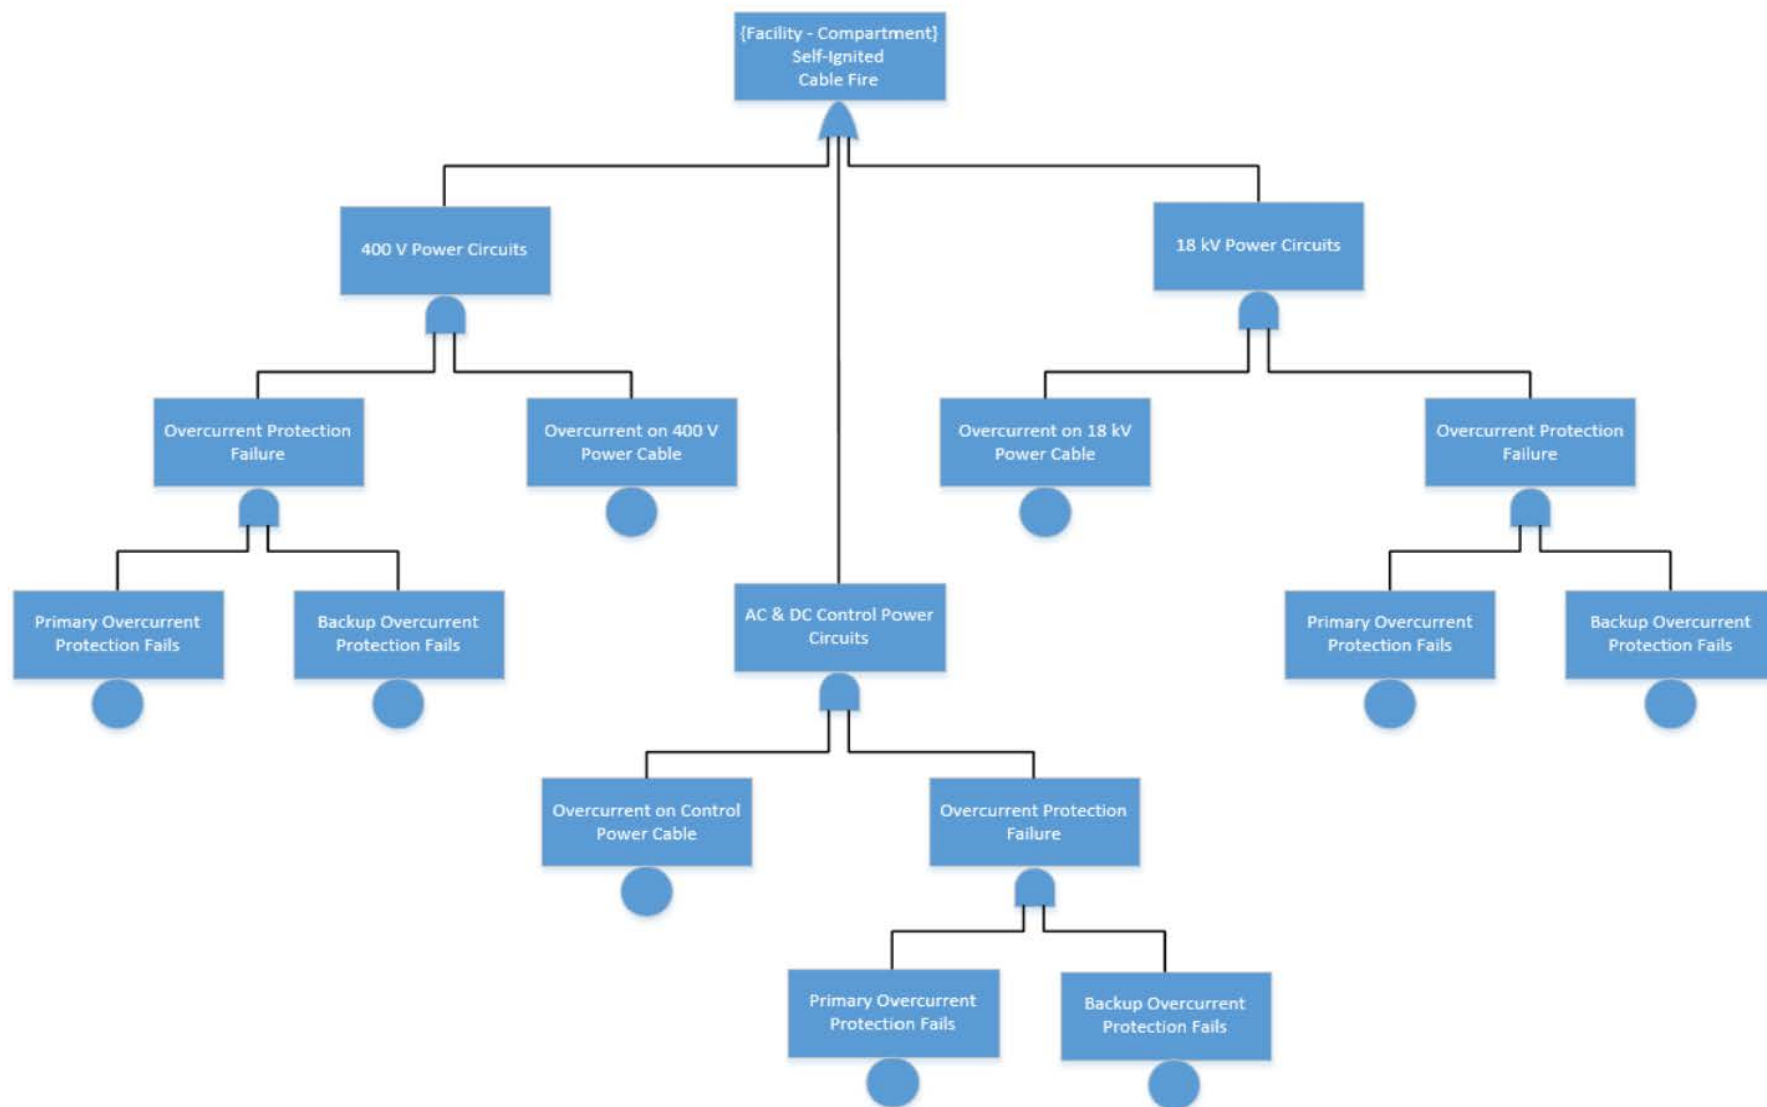 {Facility - Compartment}
Self-Ignited
Cable Fire
400 V Power Circuits
18 kV Power Circuits
Overcurrent Protection
Failure
Overcurrent on 400 V
Power Cable
Overcurrent on 18 kV
Power Cable
Overcurrent Protection
Failure
Primary Overcurrent
Protection Fails
Backup Overcurrent
Protection Fails
AC & DC Control Power
Circuits
Primary Overcurrent
Protection Fails
Backup Overcurrent
Protection Fails
Overcurrent on Control
Power Cable
Overcurrent Protection
Failure
Primary Overcurrent
Protection Fails
Backup Overcurrent
Protection Fails